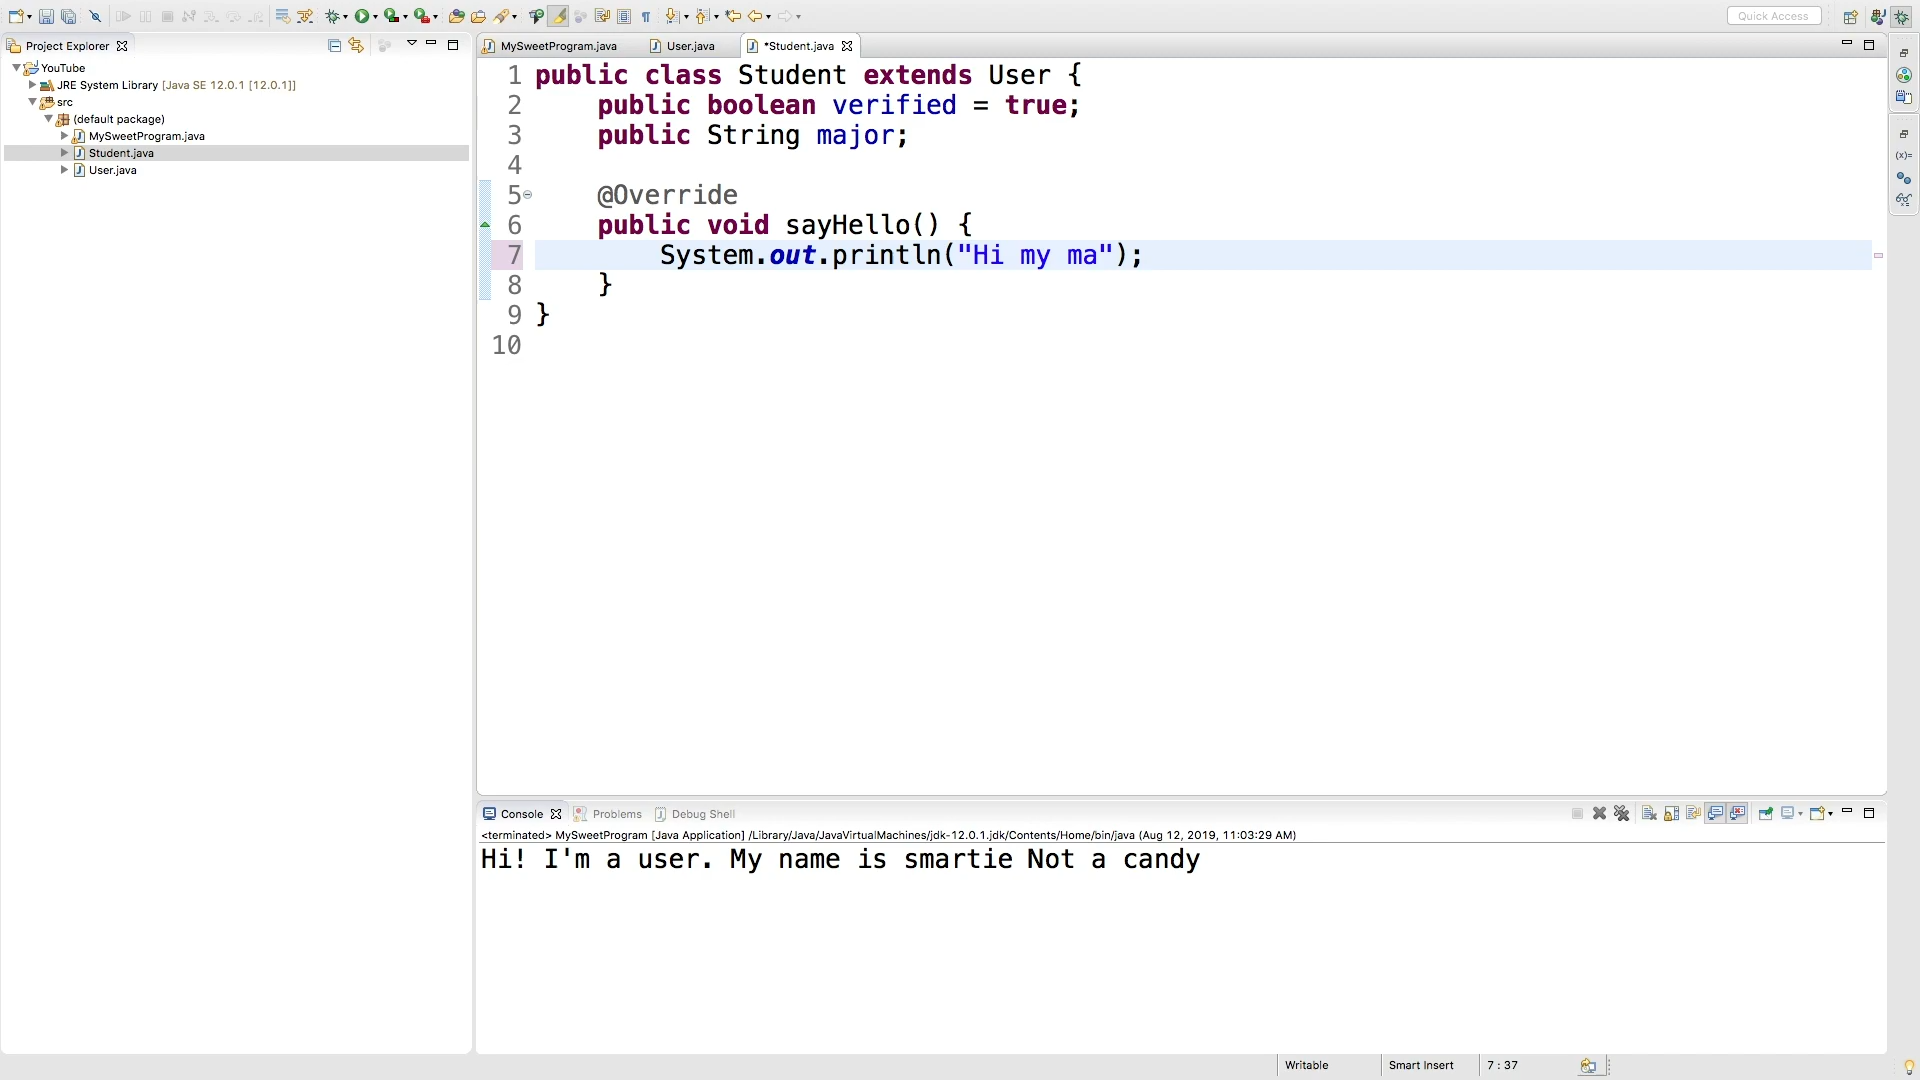 Quick Access
Project Explorer
MySweetProgram.java
User.java
*Student.java
YouTube
JRE System Library [Java SE 12.0.1 [12.0.1]]
src
(default package)
MySweetProgram.java
Student.java
User.java
1 public class Student extends User {
2 public boolean verified = true;
3 public String major;
4
5 @Override
6 public void sayHello() {
7 System.out.println("Hi my ma");
8 }
9 }
10
(x)=
Console
Problems
Debug Shell
<terminated> MySweetProgram [Java Application] /Library/Java/JavaVirtualMachines/jdk-12.0.1.jdk/Contents/Home/bin/java (Aug 12, 2019, 11:03:29 AM)
Hi! I'm a user. My name is smartie Not a candy
Writable
Smart Insert
7 : 37